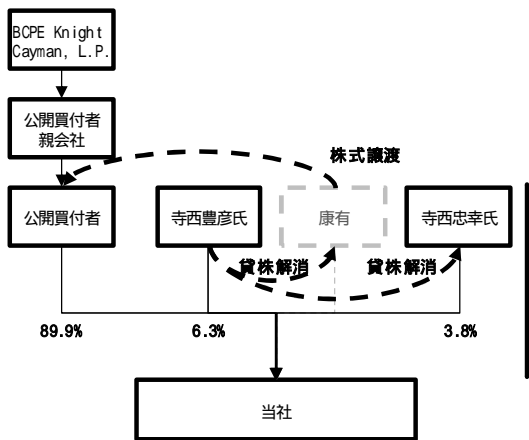 BCPE Knight
Cayman, L.P.
公開買付者
親会社
株式譲渡
公開買付者
寺西豊彦氏
康有
寺西忠幸氏
貸株解消
貸株解消
89.9%
6.3%
3.8%
当社